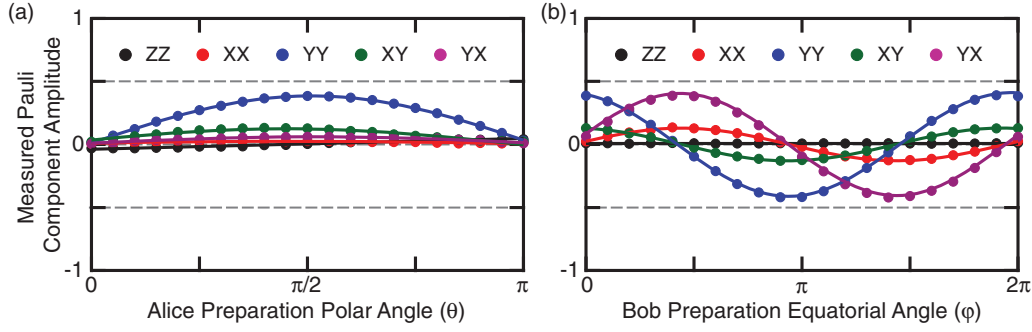 (a)
Measured Pauli
Component Amplitude
1
0
-1
ZZ XX YY XY YX
0 π/2 π
Alice Preparation Polar Angle (θ)
(b)
1
0
-1
ZZ XX YY XY YX
0 π 2π
Bob Preparation Equatorial Angle (φ)